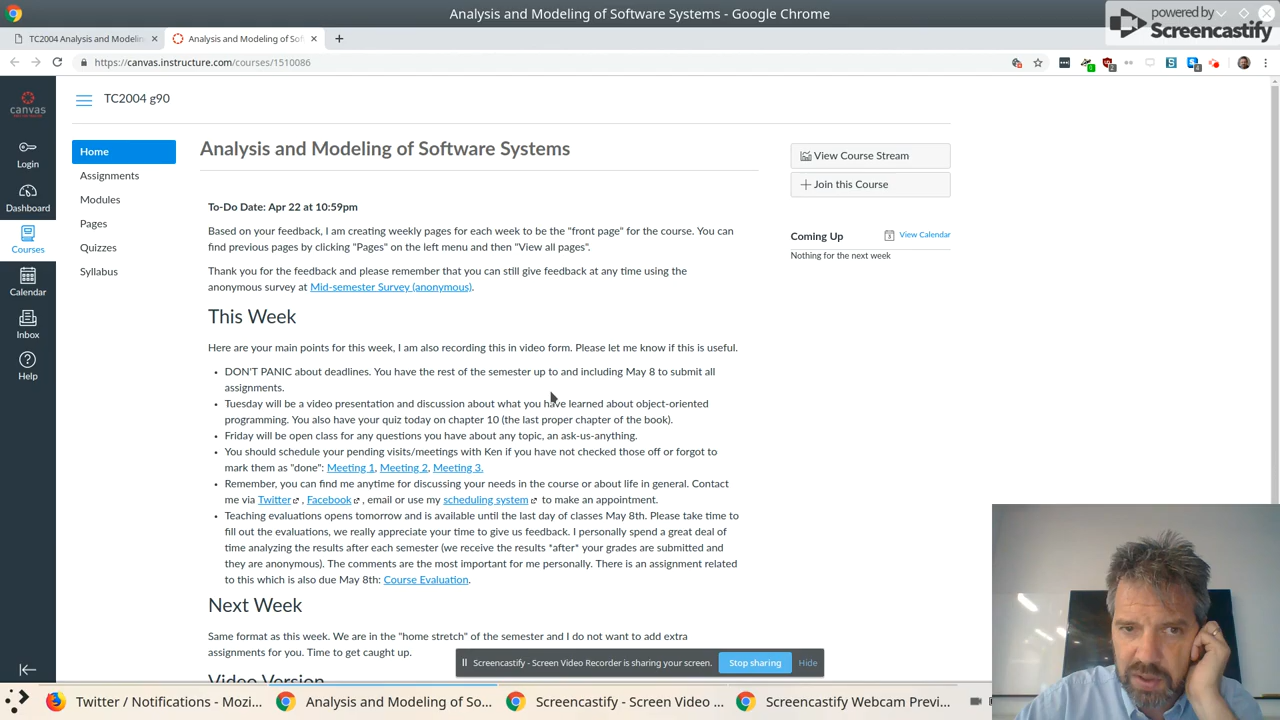 Analysis and Modeling of Software Systems - Google Chrome
powered by
Screencastify
TC2004 Analysis and Modelin
Analysis and Modeling of Sof
https://canvas.instructure.com/courses/1510086
canvas
Login
Dashboard
Courses
Calendar
Inbox
Help
TC2004 g90
Home
Assignments
Modules
Pages
Quizzes
Syllabus
Analysis and Modeling of Software Systems
To-Do Date: Apr 22 at 10:59pm
Based on your feedback, I am creating weekly pages for each week to be the "front page" for the course. You can
find previous pages by clicking "Pages" on the left menu and then "View all pages".
Thank you for the feedback and please remember that you can still give feedback at any time using the
anonymous survey at Mid-semester Survey (anonymous).
This Week
Here are your main points for this week, I am also recording this in video form. Please let me know if this is useful.
DON'T PANIC about deadlines. You have the rest of the semester up to and including May 8 to submit all
assignments.
Tuesday will be a video presentation and discussion about what you have learned about object-oriented
programming. You also have your quiz today on chapter 10 (the last proper chapter of the book).
Friday will be open class for any questions you have about any topic, an ask-us-anything.
You should schedule your pending visits/meetings with Ken if you have not checked those off or forgot to
mark them as "done": Meeting 1, Meeting 2, Meeting 3.
Remember, you can find me anytime for discussing your needs in the course or about life in general. Contact
me via Twitter, Facebook, email or use my scheduling system to make an appointment.
Teaching evaluations opens tomorrow and is available until the last day of classes May 8th. Please take time to
fill out the evaluations, we really appreciate your time to give us feedback. I personally spend a great deal of
time analyzing the results after each semester (we receive the results *after* your grades are submitted and
they are anonymous). The comments are the most important for me personally. There is an assignment related
to this which is also due May 8th: Course Evaluation.
Next Week
Same format as this week. We are in the "home stretch" of the semester and I do not want to add extra
assignments for you. Time to get caught up.
Video Version
View Course Stream
Join this Course
Coming Up
View Calendar
Nothing for the next week
Screencastify - Screen Video Recorder is sharing your screen.
Stop sharing
Hide
Twitter / Notifications - Mozi...
Analysis and Modeling of So...
Screencastify - Screen Video ...
Screencastify Webcam Previ...